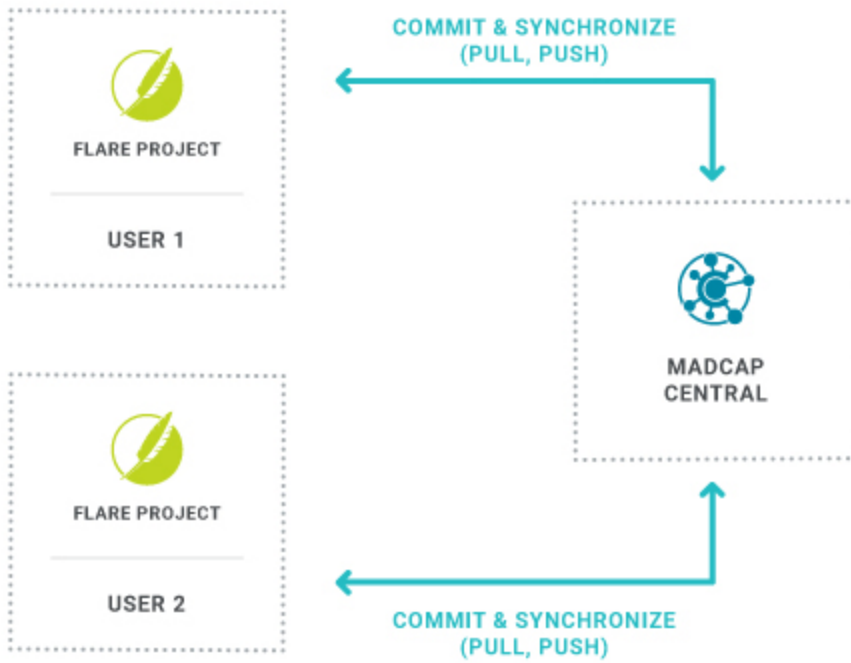 COMMIT & SYNCHRONIZE
(PULL, PUSH)
FLARE PROJECT
USER 1
MADCAP
CENTRAL
FLARE PROJECT
USER 2
COMMIT & SYNCHRONIZE
(PULL, PUSH)